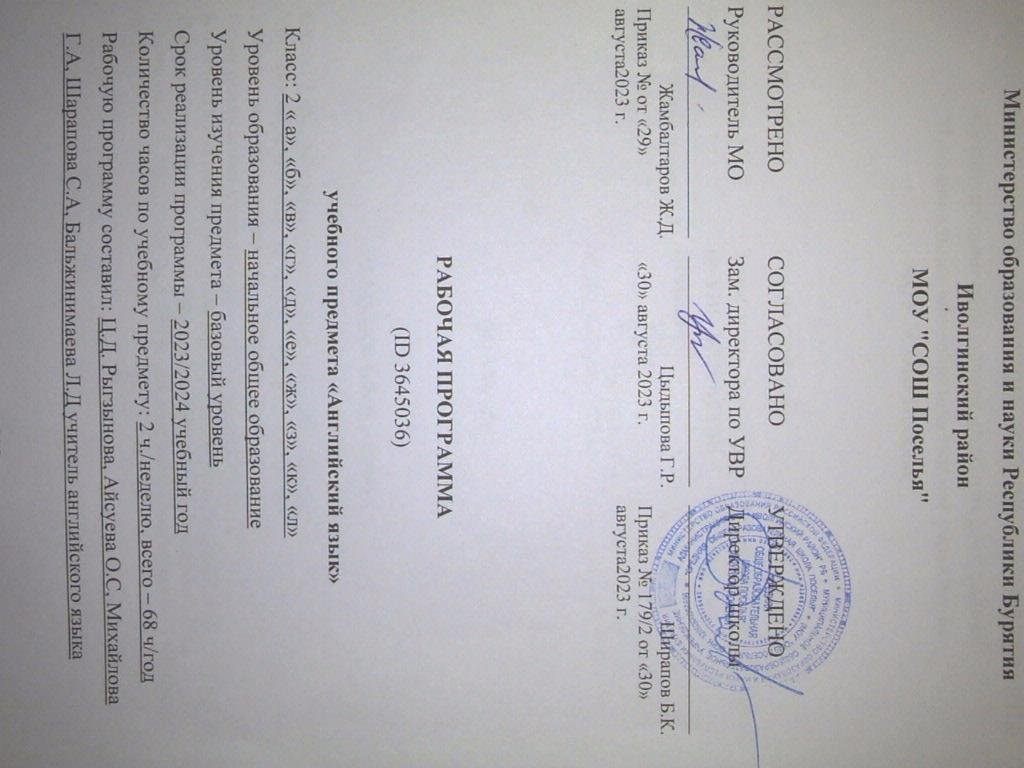 Министерство образования и науки Республики Бурятия
Иволгинский район
МОУ "СОШ Поселья"
РАССМОТРЕНО
Руководитель МО
Жамбалтаров Ж.Д.
Приказ № от «29»
августа2023 г.
СОГЛАСОВАНО
Зам. директора по УВР
Цыдыпова Г.Р.
«30» августа 2023 г.
УТВЕРЖДЕНО
Директор школы
Ширапов Б.К.
Приказ № 179/2 от «30»
августа2023 г.
РАБОЧАЯ ПРОГРАММА
(ID 3645036)
учебного предмета «Английский язык»
Класс: 2 « а», «б», «в», «г», «д», «е», «ж», «з», «к», «л»
Уровень образования – начальное общее образование
Уровень изучения предмета – базовый уровень
Срок реализации программы – 2023/2024 учебный год
Количество часов по учебному предмету: 2 ч./неделю, всего – 68 ч/год
Рабочую программу составил: Ц.Д. Рыгзынова, Айсуева О.С, Михайлова
Г.А, Шарапова С.А, Бальжинимаева Л.Д учитель английского языка